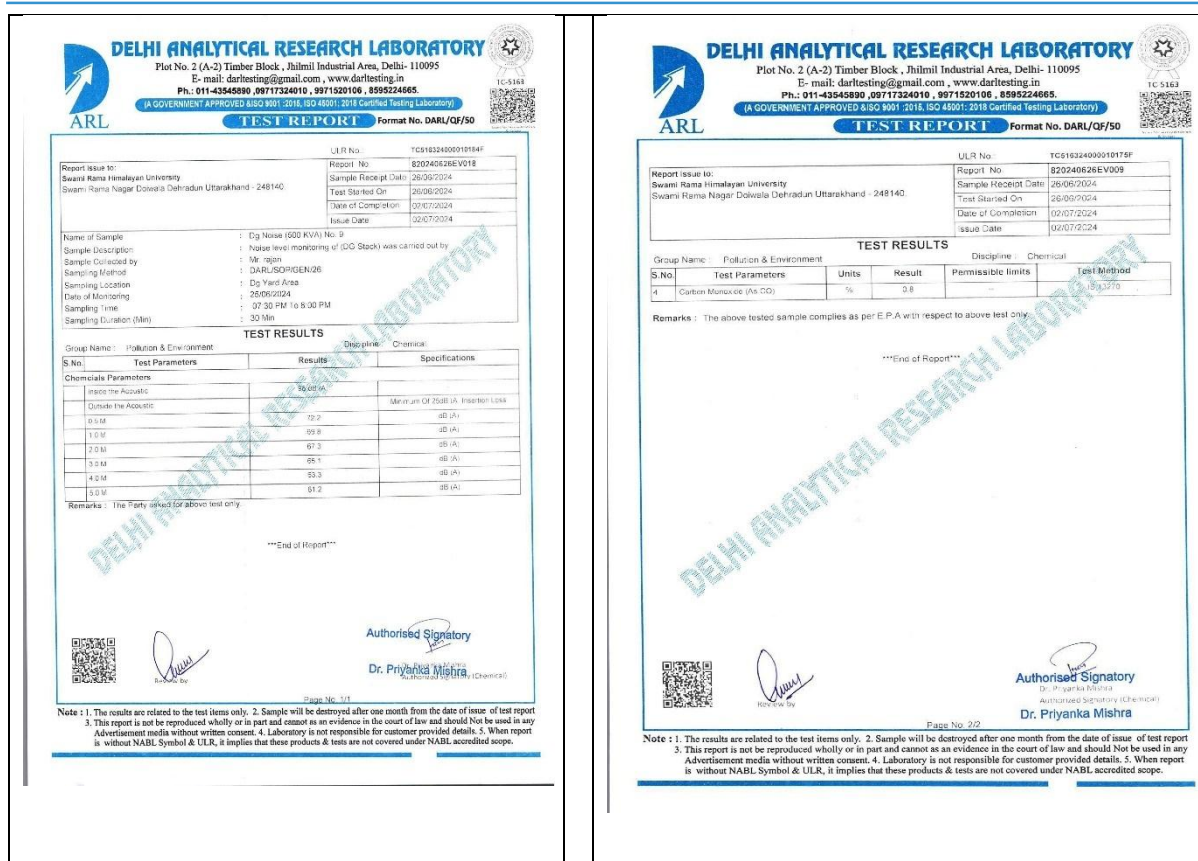 DELHI ANALYTICAL RESEARCH LABORATORY
Plot No. 2 (A-2) Timber Block , Jhilmil Industrial Area, Delhi- 110095
E- mail: darltesting@gmail.com , www.darltesting.in
Ph.: 011-43545890 ,09717324010 , 9971520106 , 8595224665.
(A GOVERNMENT APPROVED &ISO 9001 :2015, ISO 45001: 2018 Certified Testing Laboratory)
TC-5163
ARL
TEST REPORT Format No. DARL/QF/50
ULR No.: TC516324000010184F
Report issue to: Report No 820240626EV018
Swami Rama Himalayan University Sample Receipt Date 26/06/2024
Swami Rama Nagar Doiwala Dehradun Uttarakhand - 248140 Test Started On 26/06/2024
Date of Completion 02/07/2024
Issue Date 02/07/2024
Name of Sample : Dg Noise (500 KVA) No. 9
Sample Description : Noise level monitoring of (DG Stack) was carried out by
Sample Collected by : Mr. rajan
Sampling Method : DARL/SOP/GEN/26
Sampling Location : Dg Yard Area
Date of Monitoring : 25/06/2024
Sampling Time : 07:30 PM To 8:00 PM
Sampling Duration (Min) : 30 Min
TEST RESULTS
Group Name : Pollution & Environment Discipline Chemical
S.No. Test Parameters Results Specifications
Chemcials Parameters
Inside the Acoustic
Outside the Acoustic Minimum Of 25dB (A. Insertion Loss
0.5 M 72.2 dB (A)
1.0 M 69.8 dB (A)
2.0 M 67.3 dB (A)
3.0 M 65.1 dB (A)
4.0 M 63.3 dB (A)
5.0 M 61.2 dB (A)
Remarks : The Party asked for above test only.
DELHI ANALYTICAL RESEARCH LABORATORY
***End of Report***
Authorised Signatory
Dr. Priyanka Mishra
Authorized Signatory (Chemical)
Review by
Page No. 1/1
Note : 1. The results are related to the test items only. 2. Sample will be destroyed after one month from the date of issue of test report
3. This report is not be reproduced wholly or in part and cannot as an evidence in the court of law and should Not be used in any
Advertisement media without written consent. 4. Laboratory is not responsible for customer provided details. 5. When report
is without NABL Symbol & ULR, it implies that these products & tests are not covered under NABL accredited scope.
DELHI ANALYTICAL RESEARCH LABORATORY
Plot No. 2 (A-2) Timber Block , Jhilmil Industrial Area, Delhi- 110095
E- mail: darltesting@gmail.com , www.darltesting.in
Ph.: 011-43545890 ,09717324010 , 9971520106 , 8595224665.
(A GOVERNMENT APPROVED &ISO 9001 :2015, ISO 45001: 2018 Certified Testing Laboratory)
TC-5163
ARL
TEST REPORT Format No. DARL/QF/50
ULR No.: TC516324000010175F
Report issue to: Report No 820240626EV009
Swami Rama Himalayan University Sample Receipt Date 26/06/2024
Swami Rama Nagar Doiwala Dehradun Uttarakhand - 248140. Test Started On 26/06/2024
Date of Completion 02/07/2024
Issue Date 02/07/2024
TEST RESULTS
Group Name : Pollution & Environment Discipline : Chemical
S.No. Test Parameters Units Result Permissible limits Test Method
4 Carbon Monoxide (As CO) % 0.8 -- IS 13270
Remarks : The above tested sample complies as per E.P.A with respect to above test only.
***End of Report***
DELHI ANALYTICAL RESEARCH LABORATORY
Authorised Signatory
Dr. Priyanka Mishra
Authorized Signatory (Chemical)
Dr. Priyanka Mishra
Review by
Page No. 2/2
Note : 1. The results are related to the test items only. 2. Sample will be destroyed after one month from the date of issue of test report
3. This report is not be reproduced wholly or in part and cannot as an evidence in the court of law and should Not be used in any
Advertisement media without written consent. 4. Laboratory is not responsible for customer provided details. 5. When report
is without NABL Symbol & ULR, it implies that these products & tests are not covered under NABL accredited scope.